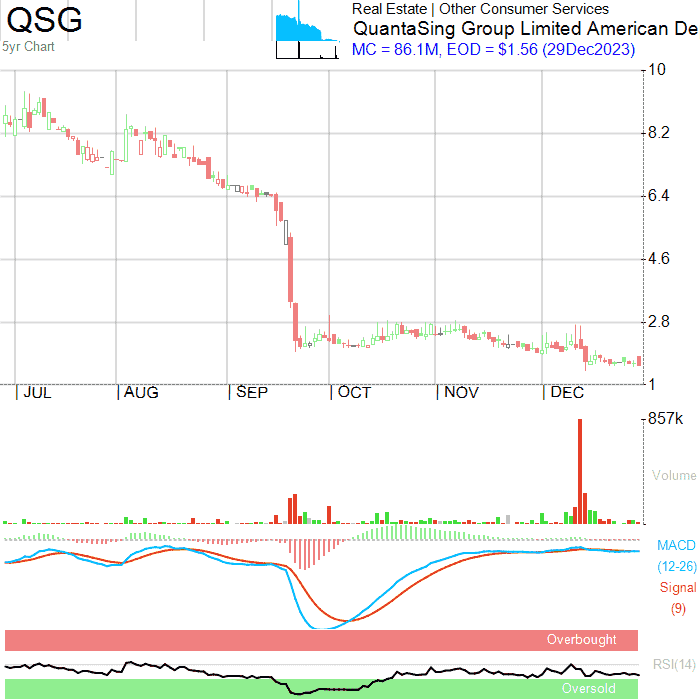 QSG
5yr Chart
Real Estate | Other Consumer Services
QuantaSing Group Limited American De
MC = 86.1M, EOD = $1.56 (29Dec2023)
10
8.2
6.4
4.6
2.8
1
JUL AUG SEP OCT NOV DEC
857k
Volume
MACD
(12-26)
Signal
(9)
Overbought
RSI(14)
Oversold